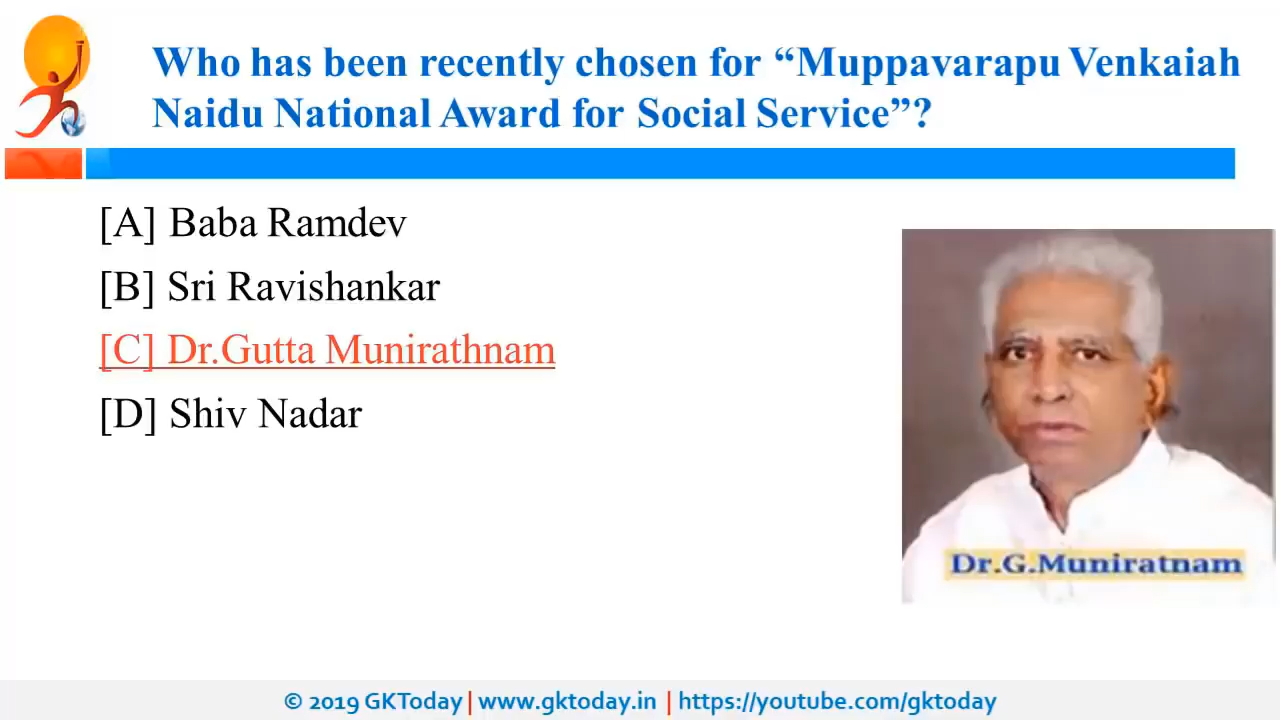 Who has been recently chosen for “Muppavarapu Venkaiah
Naidu National Award for Social Service”?
[A] Baba Ramdev
[B] Sri Ravishankar
[C] Dr.Gutta Munirathnam
[D] Shiv Nadar
Dr.G.Muniratnam
© 2019 GKToday | www.gktoday.in | https://youtube.com/gktoday